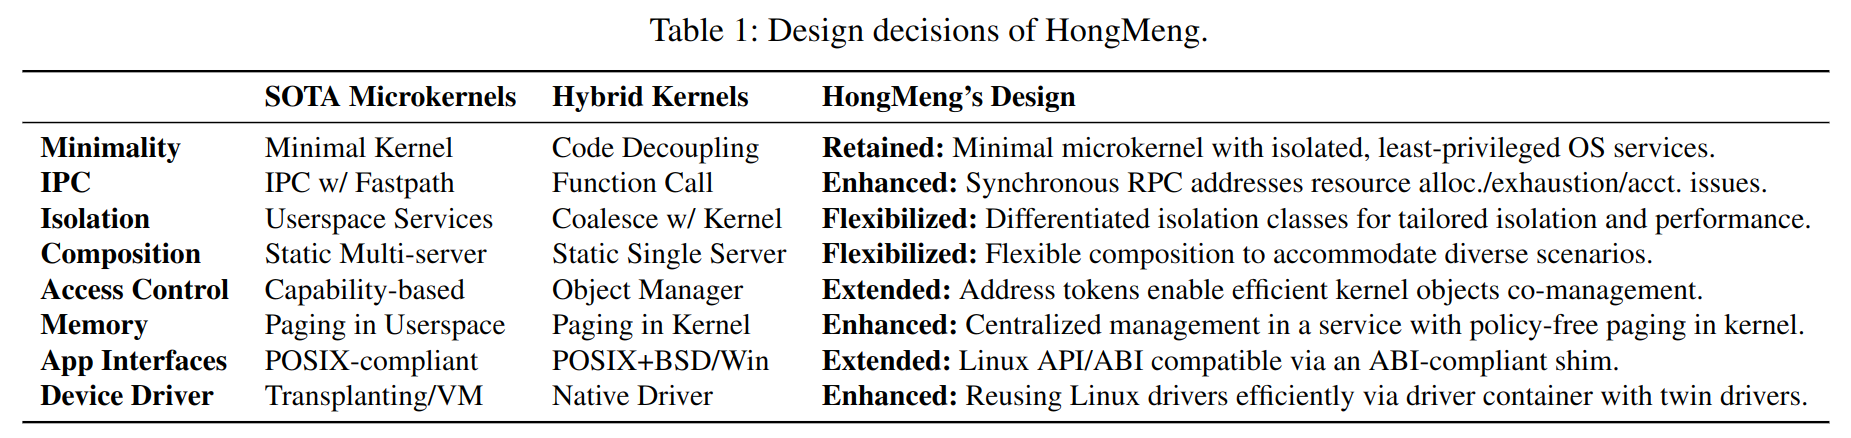 Table 1: Design decisions of HongMeng.
SOTA Microkernels Hybrid Kernels HongMeng's Design
Minimality Minimal Kernel Code Decoupling Retained: Minimal microkernel with isolated, least-privileged OS services.
IPC IPC w/ Fastpath Function Call Enhanced: Synchronous RPC addresses resource alloc./exhaustion/acct. issues.
Isolation Userspace Services Coalesce w/ Kernel Flexibilized: Differentiated isolation classes for tailored isolation and performance.
Composition Static Multi-server Static Single Server Flexibilized: Flexible composition to accommodate diverse scenarios.
Access Control Capability-based Object Manager Extended: Address tokens enable efficient kernel objects co-management.
Memory Paging in Userspace Paging in Kernel Enhanced: Centralized management in a service with policy-free paging in kernel.
App Interfaces POSIX-compliant POSIX+BSD/Win Extended: Linux API/ABI compatible via an ABI-compliant shim.
Device Driver Transplanting/VM Native Driver Enhanced: Reusing Linux drivers efficiently via driver container with twin drivers.